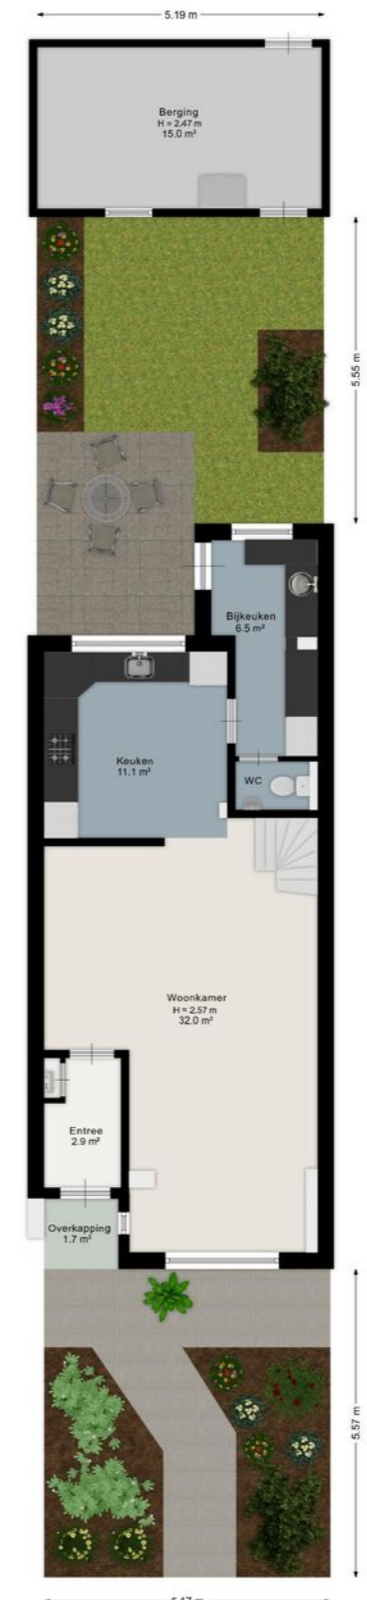 5.19 m
Berging
H = 2.47 m
15.0 m²
5.55 m
Bijkeuken
6.5 m²
Keuken
11.1 m²
WC
Woonkamer
H = 2.57 m
32.0 m²
Entree
2.9 m²
Overkapping
1.7 m²
5.57 m